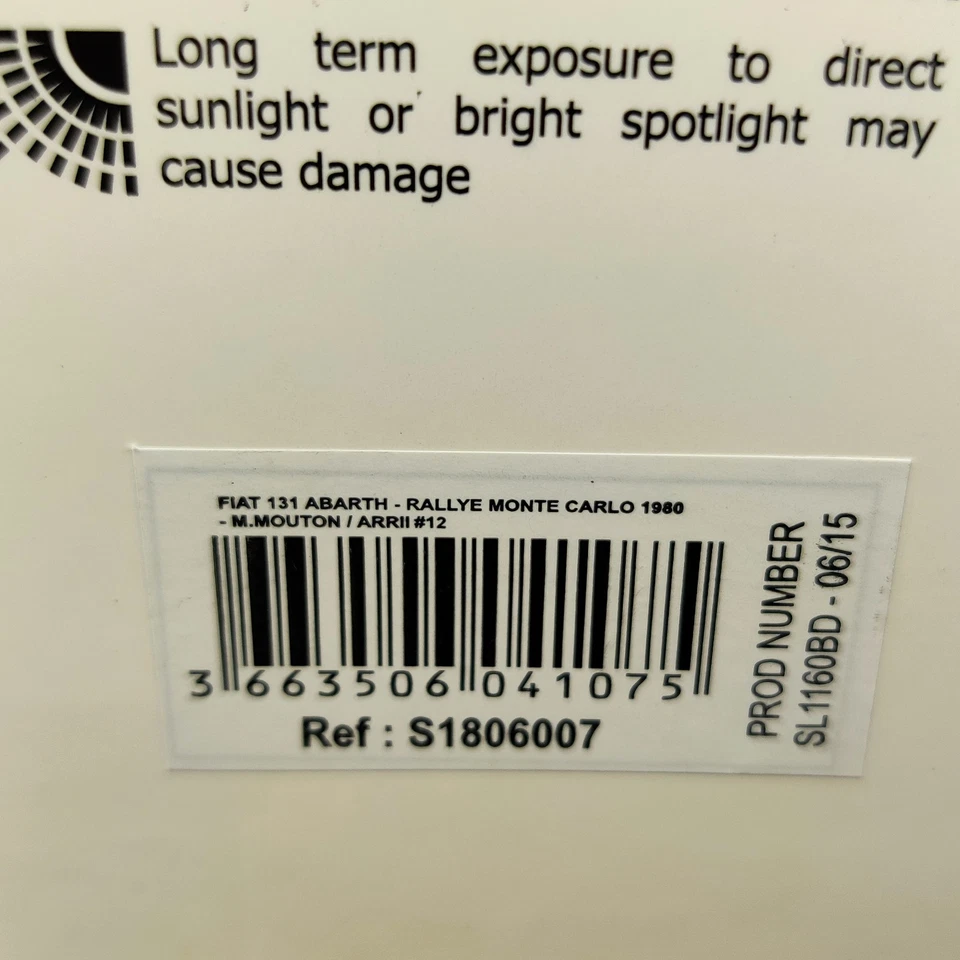 Long term exposure to direct
sunlight or bright spotlight may
cause damage
FIAT 131 ABARTH - RALLYE MONTE CARLO 1980
- M.MOUTON / ARRII #12
3 663506 041075
Ref : S1806007
PROD NUMBER
SL1160BD - 06/15